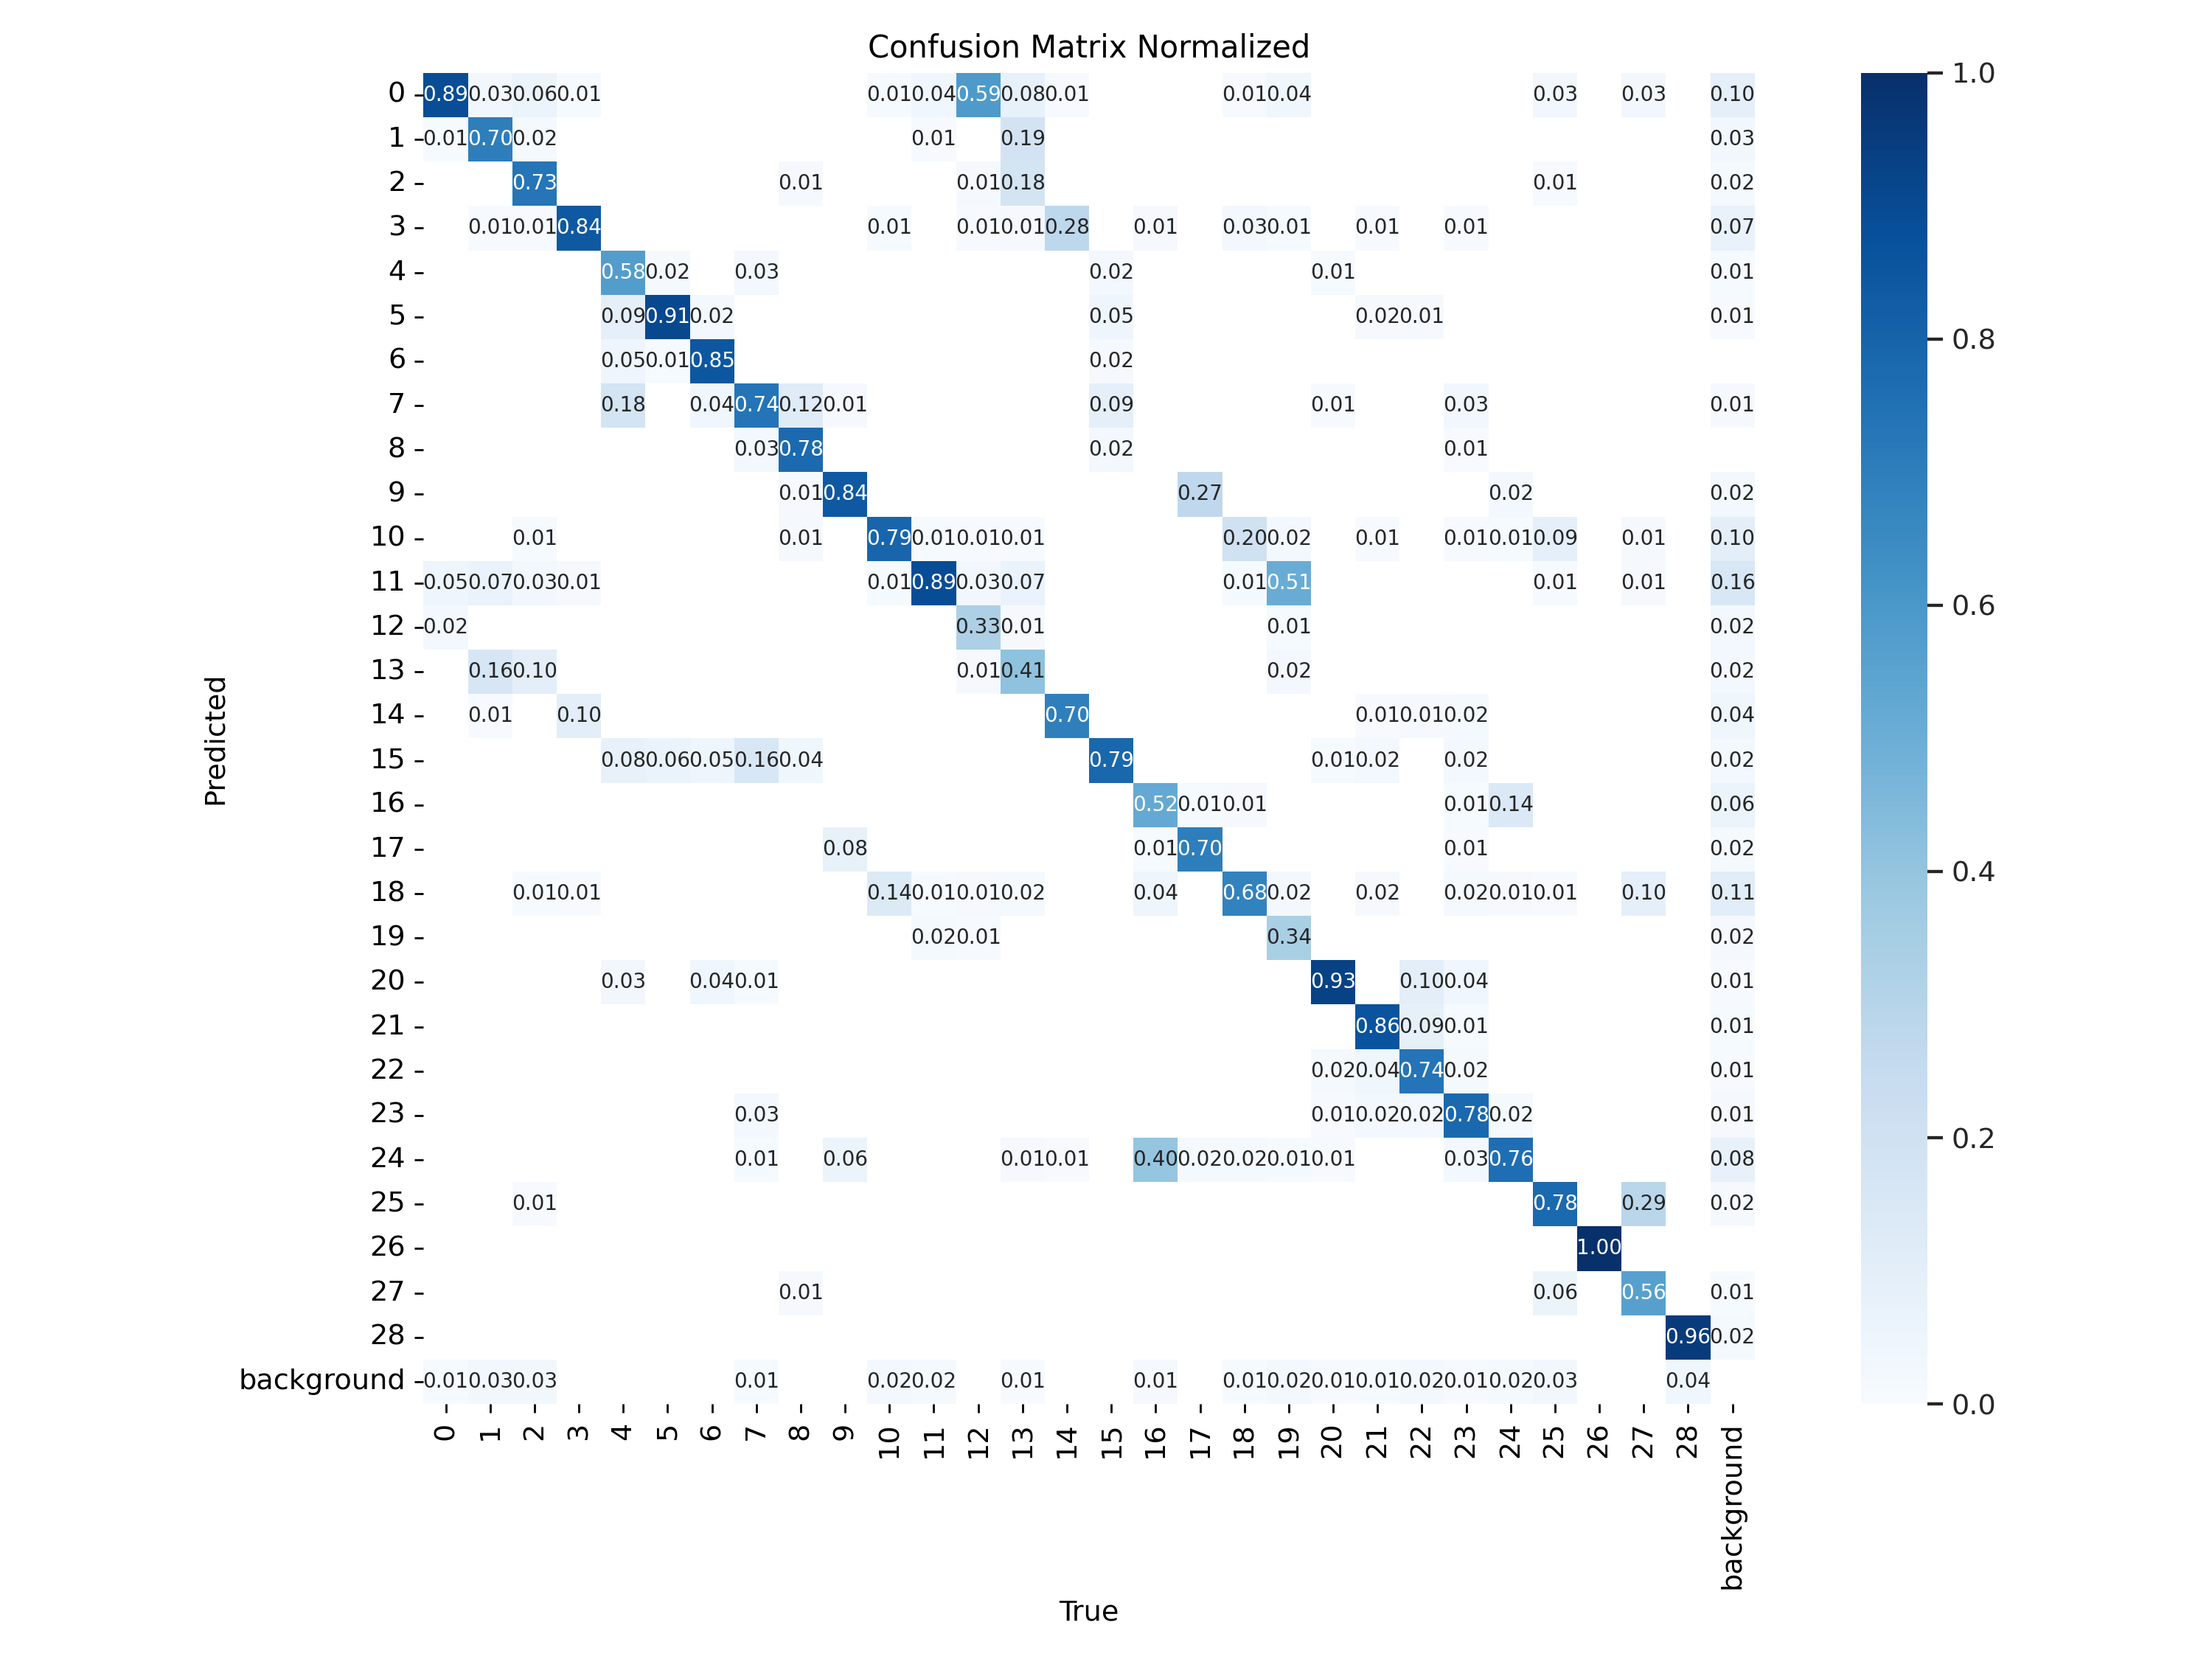 Confusion Matrix Normalized
0 0.89 0.03 0.06 0.01 0.01 0.04 0.59 0.08 0.01 0.01 0.04 0.03 0.03 0.10 1.0
1 0.01 0.70 0.02 0.01 0.19 0.03
2 0.73 0.01 0.01 0.18 0.01 0.02
3 0.01 0.01 0.84 0.01 0.01 0.01 0.28 0.01 0.03 0.01 0.01 0.01 0.07
4 0.58 0.02 0.03 0.02 0.01 0.01
5 0.09 0.91 0.02 0.05 0.02 0.01 0.01
6 0.05 0.01 0.85 0.02 0.8
7 0.18 0.04 0.74 0.12 0.01 0.09 0.01 0.03 0.01
8 0.03 0.78 0.02 0.01
9 0.01 0.84 0.27 0.02 0.02
10 0.01 0.01 0.79 0.01 0.01 0.01 0.20 0.02 0.01 0.01 0.01 0.09 0.01 0.10
11 0.05 0.07 0.03 0.01 0.01 0.89 0.03 0.07 0.01 0.51 0.01 0.01 0.16
12 0.02 0.33 0.01 0.01 0.02 0.6
13 0.16 0.10 0.01 0.41 0.02 0.02
14 0.01 0.10 0.70 0.01 0.01 0.02 0.04
Predicted
15 0.08 0.06 0.05 0.16 0.04 0.79 0.01 0.02 0.02 0.02
16 0.52 0.01 0.01 0.01 0.14 0.06
17 0.08 0.01 0.70 0.01 0.02
18 0.01 0.01 0.14 0.01 0.01 0.02 0.04 0.68 0.02 0.02 0.02 0.01 0.01 0.10 0.11 0.4
19 0.02 0.01 0.34 0.02
20 0.03 0.04 0.01 0.93 0.10 0.04 0.01
21 0.86 0.09 0.01 0.01
22 0.02 0.04 0.74 0.02 0.01
23 0.03 0.01 0.02 0.02 0.78 0.02 0.01
24 0.01 0.06 0.01 0.01 0.40 0.02 0.02 0.01 0.01 0.03 0.76 0.08 0.2
25 0.01 0.78 0.29 0.02
26 1.00
27 0.01 0.06 0.56 0.01
28 0.96 0.02
background 0.01 0.03 0.03 0.01 0.02 0.02 0.01 0.01 0.01 0.02 0.01 0.01 0.02 0.01 0.02 0.03 0.04 0.0
0 1 2 3 4 5 6 7 8 9 10 11 12 13 14 15 16 17 18 19 20 21 22 23 24 25 26 27 28 background
True